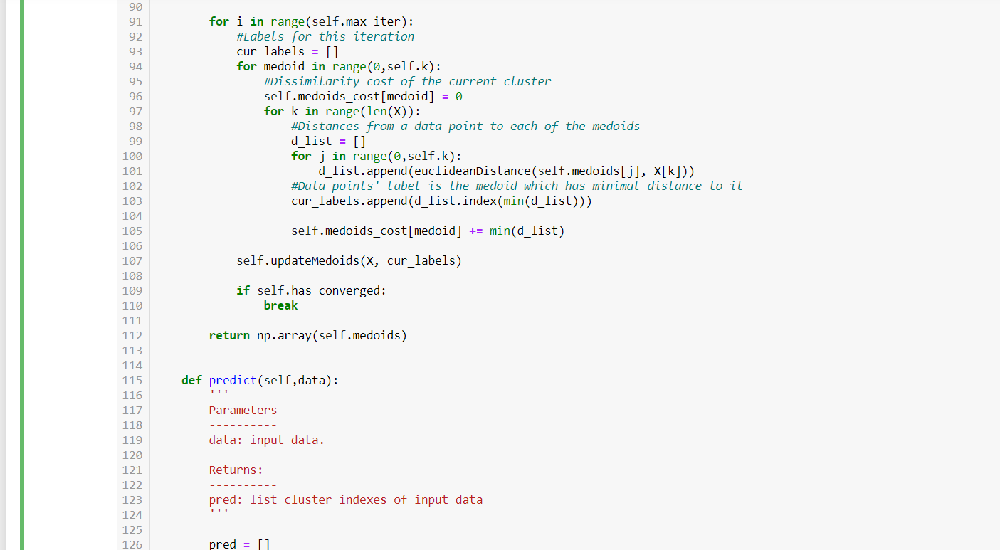 90
91 for i in range(self.max_iter):
92 #Labels for this iteration
93 cur_labels = []
94 for medoid in range(0,self.k):
95 #Dissimilarity cost of the current cluster
96 self.medoids_cost[medoid] = 0
97 for k in range(len(X)):
98 #Distances from a data point to each of the medoids
99 d_list = []
100 for j in range(0,self.k):
101 d_list.append(euclideanDistance(self.medoids[j], X[k]))
102 #Data points' label is the medoid which has minimal distance to it
103 cur_labels.append(d_list.index(min(d_list)))
104
105 self.medoids_cost[medoid] += min(d_list)
106
107 self.updateMedoids(X, cur_labels)
108
109 if self.has_converged:
110 break
111
112 return np.array(self.medoids)
113
114
115 def predict(self,data):
116 '''
117 Parameters
118 ----------
119 data: input data.
120
121 Returns:
122 ----------
123 pred: list cluster indexes of input data
124 '''
125
126 pred = []